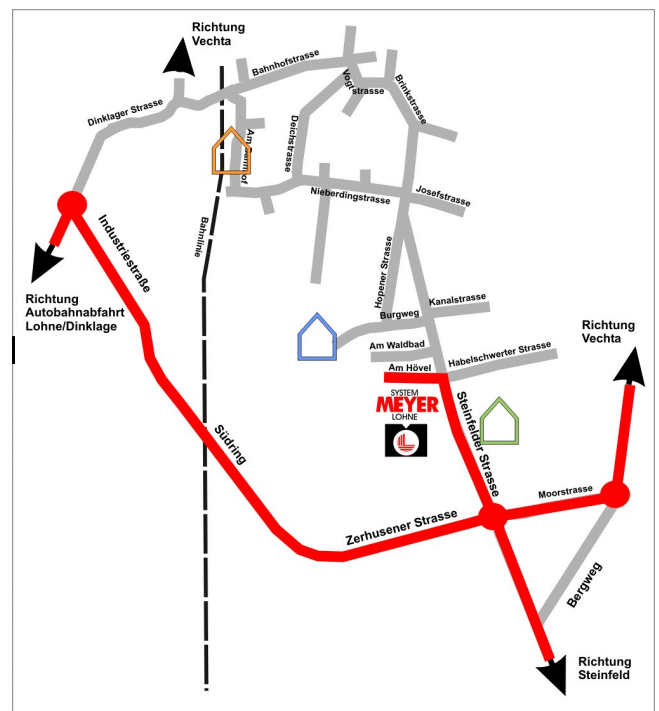 Richtung
Vechta
Bahnhofstrasse
Vogtstrasse
Brinkstrasse
Dinklager Strasse
Deichstrasse
Nieberdingstrasse
Josefstrasse
Bahnlinie
Industriestraße
Hopener Strasse
Richtung
Autobahnabfahrt
Lohne/Dinklage
Burgweg
Kanalstrasse
Am Waldbad
Habelschwerter Strasse
Richtung
Vechta
Am Hövel
SYSTEM
MEYER
LOHNE
Steinfelder Strasse
Südring
Zerhusener Strasse
Moorstrasse
Bergweg
Richtung
Steinfeld